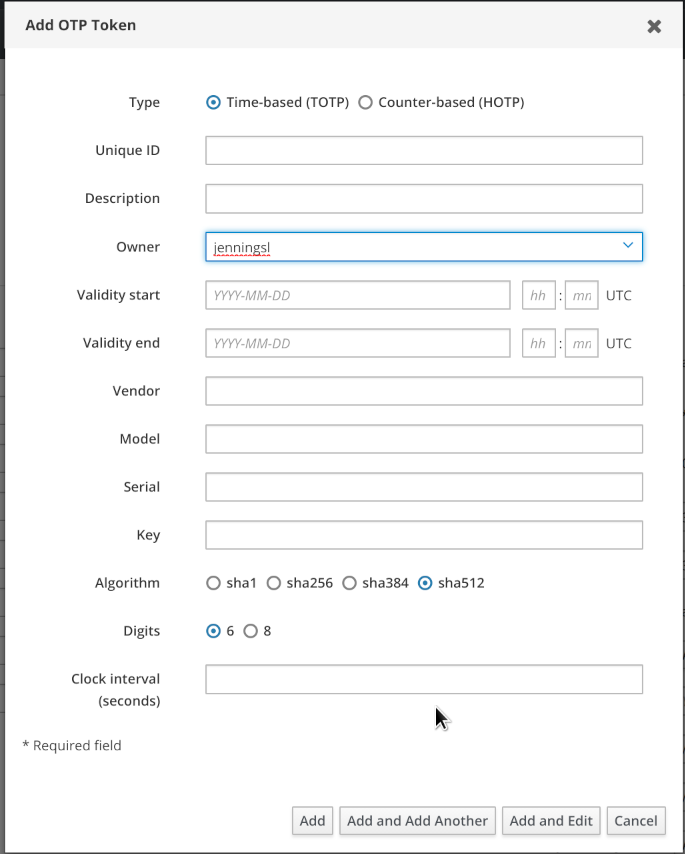 Add OTP Token
Type Time-based (TOTP) Counter-based (HOTP)
Unique ID
Description
Owner jenningsl
Validity start YYYY-MM-DD hh : mn UTC
Validity end YYYY-MM-DD hh : mn UTC
Vendor
Model
Serial
Key
Algorithm sha1 sha256 sha384 sha512
Digits 6 8
Clock interval
(seconds)
* Required field
Add Add and Add Another Add and Edit Cancel